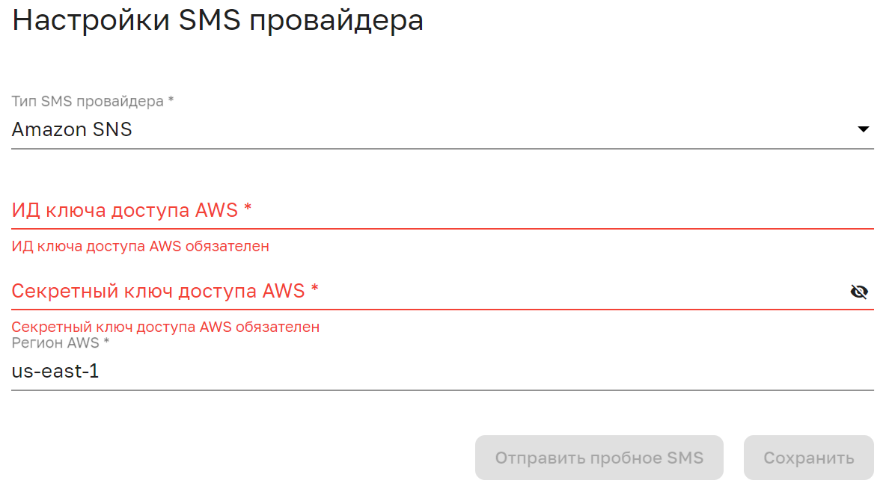 Настройки SMS провайдера
Тип SMS провайдера *
Amazon SNS
ИД ключа доступа AWS *
ИД ключа доступа AWS обязателен
Секретный ключ доступа AWS *
Секретный ключ доступа AWS обязателен
Регион AWS *
us-east-1
Отправить пробное SMS
Сохранить